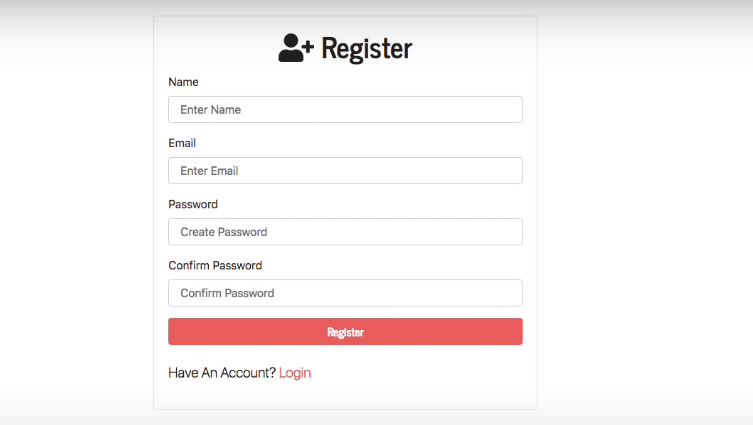 Register
Name
Enter Name
Email
Enter Email
Password
Create Password
Confirm Password
Confirm Password
Register
Have An Account? Login